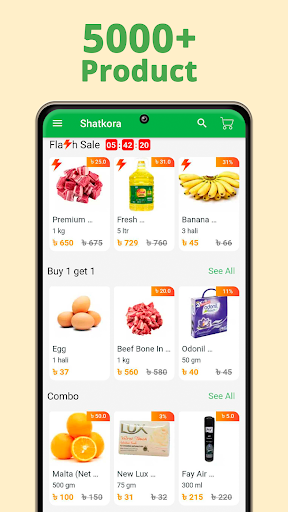 5000+
Product
Shatkora
Flash Sale 05 : 42 : 20
৳ 25.0
৳ 31.0
31%
Premium ...
Fresh ...
Banana ...
1 kg
5 ltr
3 hali
৳ 650 ৳ 675
৳ 729 ৳ 760
৳ 45 ৳ 66
Buy 1 get 1
See All
৳ 20.0
11%
Egg
Beef Bone In ...
Odonil ...
1 hali
1 kg
50 gm
৳ 37
৳ 560 ৳ 580
৳ 40 ৳ 45
Combo
See All
৳ 50.0
৳ 5.0
LUX
Malta (Net ...
New Lux ...
Fay Air ...
500 gm
75 gm
300 ml
৳ 100 ৳ 150
৳ 31 ৳ 32
৳ 215 ৳ 220